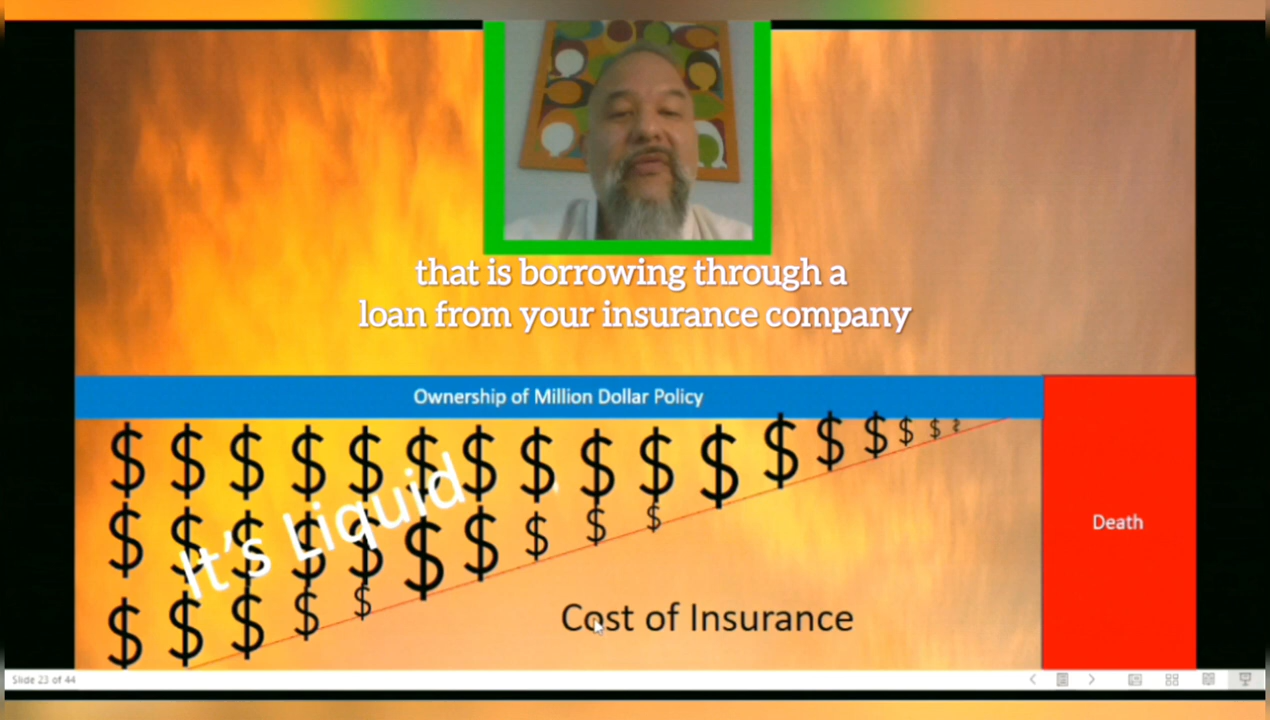 that is borrowing through a
loan from your insurance company
Ownership of Million Dollar Policy
$ $ $ $ $ $ $ $ $ $ $ $ $ $ $ $ $
$ $ $ $ $ $ $ $ $ $
$ $ $ $ $
It's Liquid
Death
Cost of Insurance
Slide 23 of 44